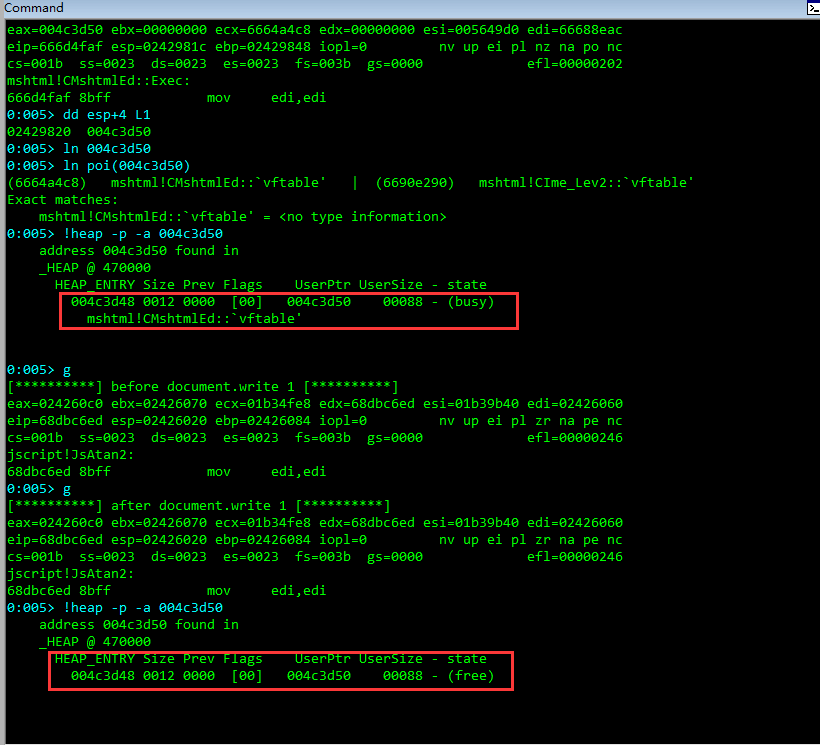 Command
eax=004c3d50 ebx=00000000 ecx=6664a4c8 edx=00000000 esi=005649d0 edi=66688eac
eip=666d4faf esp=0242981c ebp=02429848 iopl=0         nv up ei pl nz na po nc
cs=001b  ss=0023  ds=0023  es=0023  fs=003b  gs=0000             efl=00000202
mshtml!CMshtmlEd::Exec:
666d4faf 8bff            mov     edi,edi
0:005> dd esp+4 L1
02429820  004c3d50
0:005> ln 004c3d50
0:005> ln poi(004c3d50)
(6664a4c8)   mshtml!CMshtmlEd::`vftable'   |  (6690e290)   mshtml!CIme_Lev2::`vftable'
Exact matches:
    mshtml!CMshtmlEd::`vftable' = <no type information>
0:005> !heap -p -a 004c3d50
    address 004c3d50 found in
    _HEAP @ 470000
      HEAP_ENTRY Size Prev Flags    UserPtr UserSize - state
        004c3d48 0012 0000  [00]   004c3d50    00088 - (busy)
          mshtml!CMshtmlEd::`vftable'
0:005> g
[**********] before document.write 1 [**********]
eax=024260c0 ebx=02426070 ecx=01b34fe8 edx=68dbc6ed esi=01b39b40 edi=02426060
eip=68dbc6ed esp=02426020 ebp=02426084 iopl=0         nv up ei pl zr na pe nc
cs=001b  ss=0023  ds=0023  es=0023  fs=003b  gs=0000             efl=00000246
jscript!JsAtan2:
68dbc6ed 8bff            mov     edi,edi
0:005> g
[**********] after document.write 1 [**********]
eax=024260c0 ebx=02426070 ecx=01b34fe8 edx=68dbc6ed esi=01b39b40 edi=02426060
eip=68dbc6ed esp=02426020 ebp=02426084 iopl=0         nv up ei pl zr na pe nc
cs=001b  ss=0023  ds=0023  es=0023  fs=003b  gs=0000             efl=00000246
jscript!JsAtan2:
68dbc6ed 8bff            mov     edi,edi
0:005> !heap -p -a 004c3d50
    address 004c3d50 found in
    _HEAP @ 470000
      HEAP_ENTRY Size Prev Flags    UserPtr UserSize - state
        004c3d48 0012 0000  [00]   004c3d50    00088 - (free)